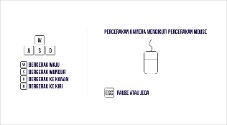 PERGERAKAN KAMERA MENGIKUTI PERGERAKAN MOUSE
W
A S D
W BERGERAK MAJU
S BERGERAK MUNDUR
D BERGERAK KE KANAN
A BERGERAK KE KIRI
ESC PAUSE ATAU JEDA